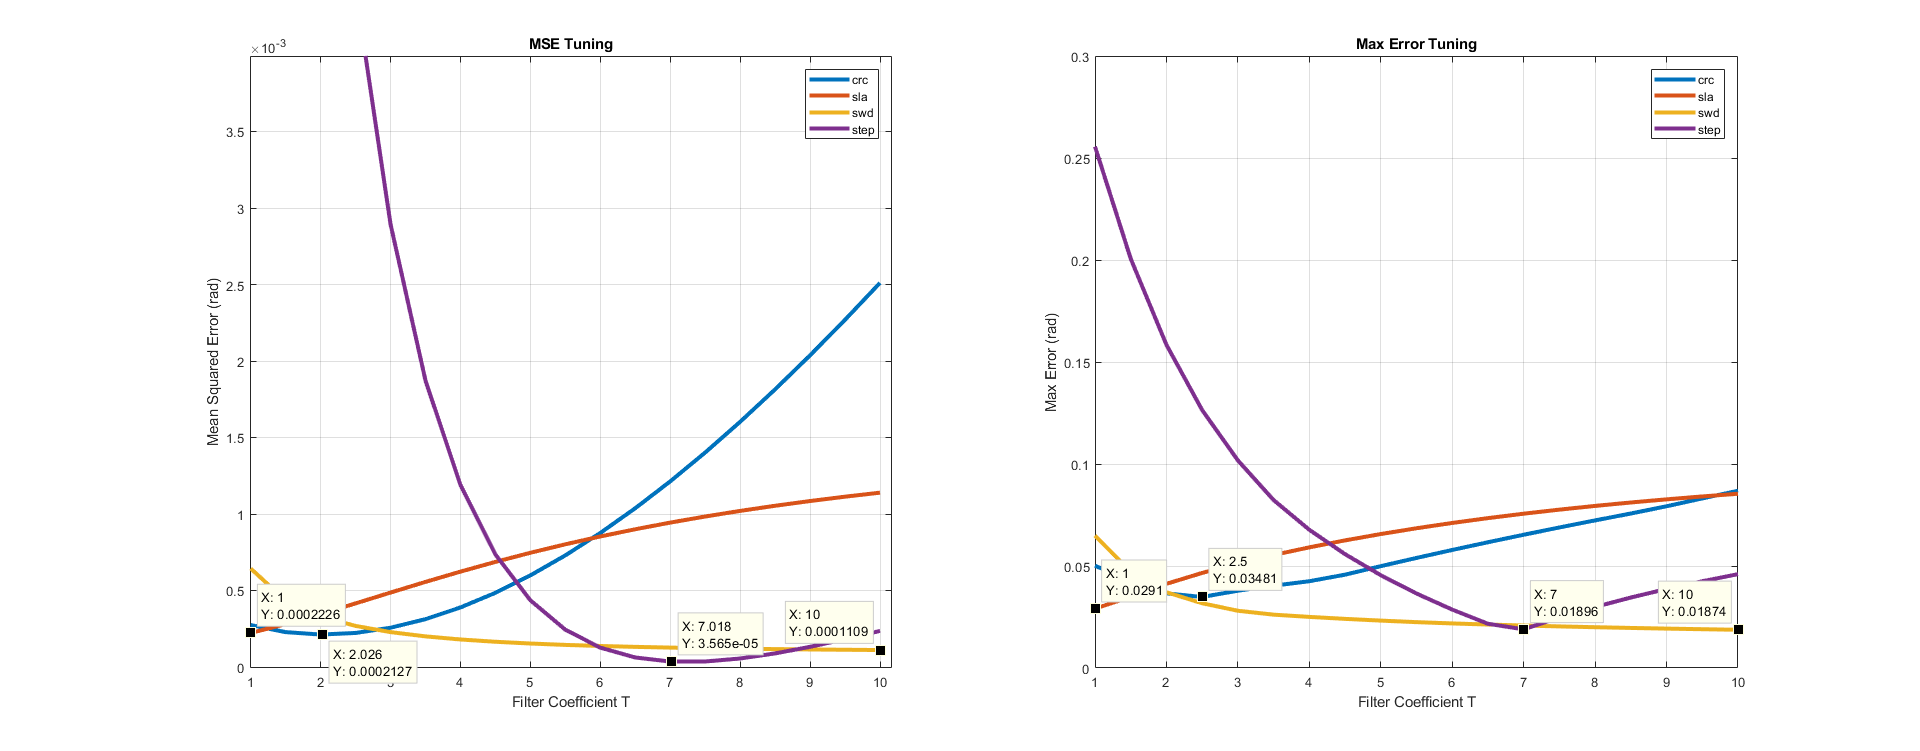 MSE Tuning
×10-3
3.5
3
2.5
2
1.5
1
0.5
0
Mean Squared Error (rad)
crc
sla
swd
step
X: 1
Y: 0.0002226
X: 2.026
Y: 0.0002127
X: 7.018
Y: 3.565e-05
X: 10
Y: 0.0001109
1 2 3 4 5 6 7 8 9 10
Filter Coefficient T
Max Error Tuning
0.3
0.25
0.2
0.15
0.1
0.05
0
Max Error (rad)
crc
sla
swd
step
X: 1
Y: 0.0291
X: 2.5
Y: 0.03481
X: 7
Y: 0.01896
X: 10
Y: 0.01874
1 2 3 4 5 6 7 8 9 10
Filter Coefficient T